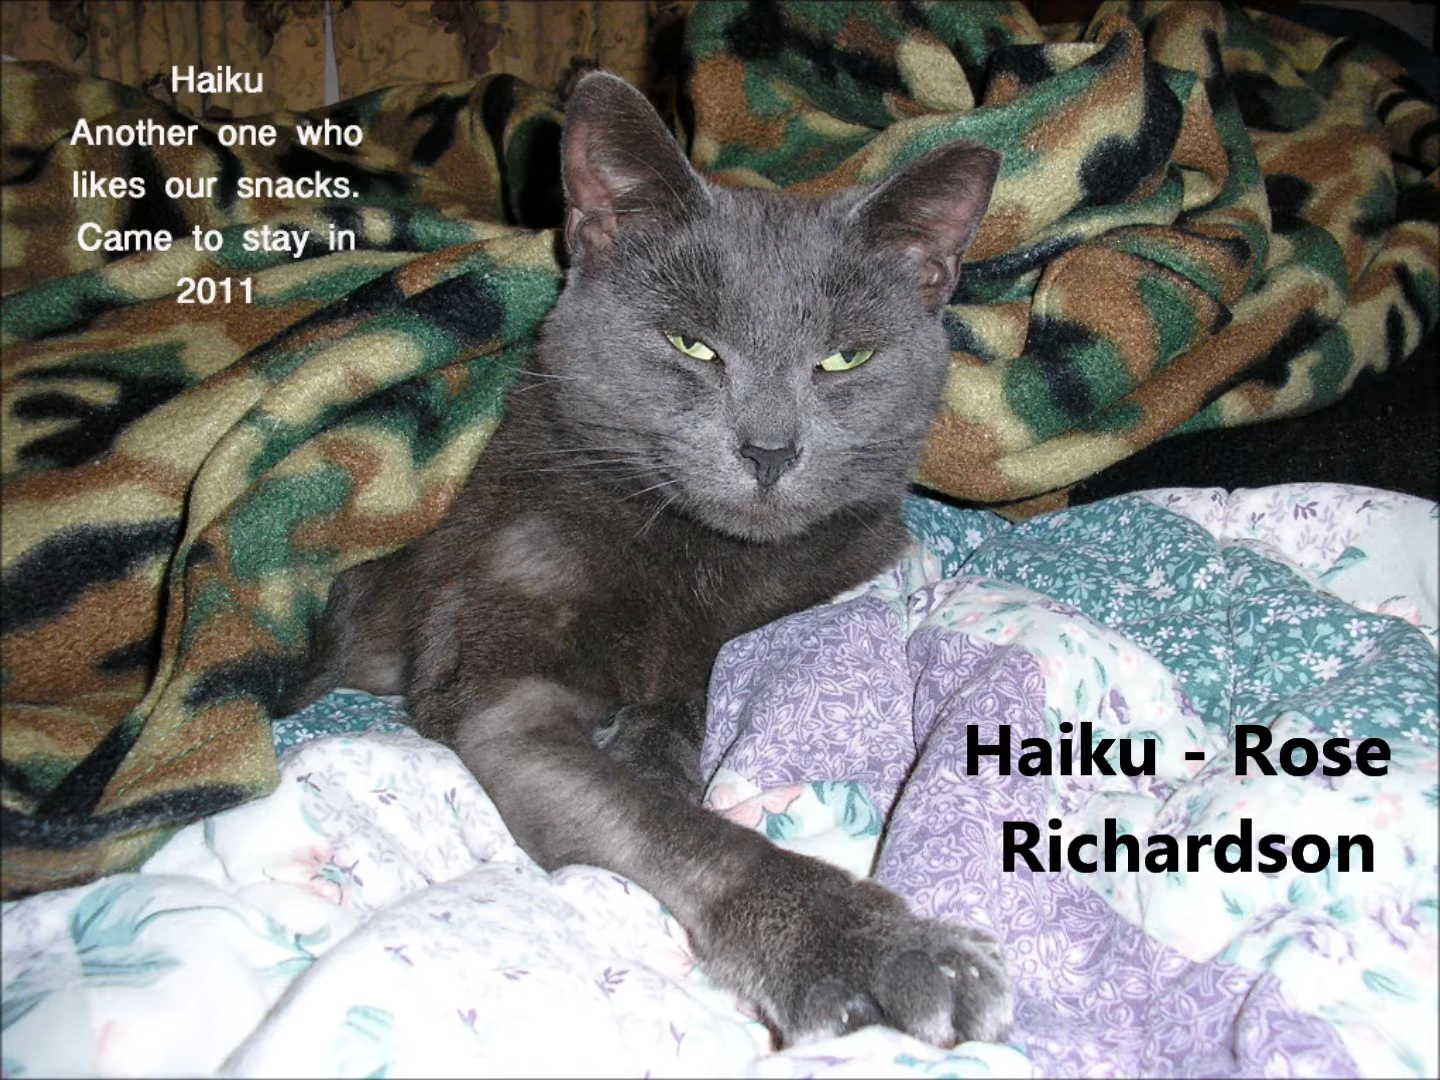 Haiku
Another one who
likes our snacks.
Came to stay in
2011
Haiku - Rose
Richardson